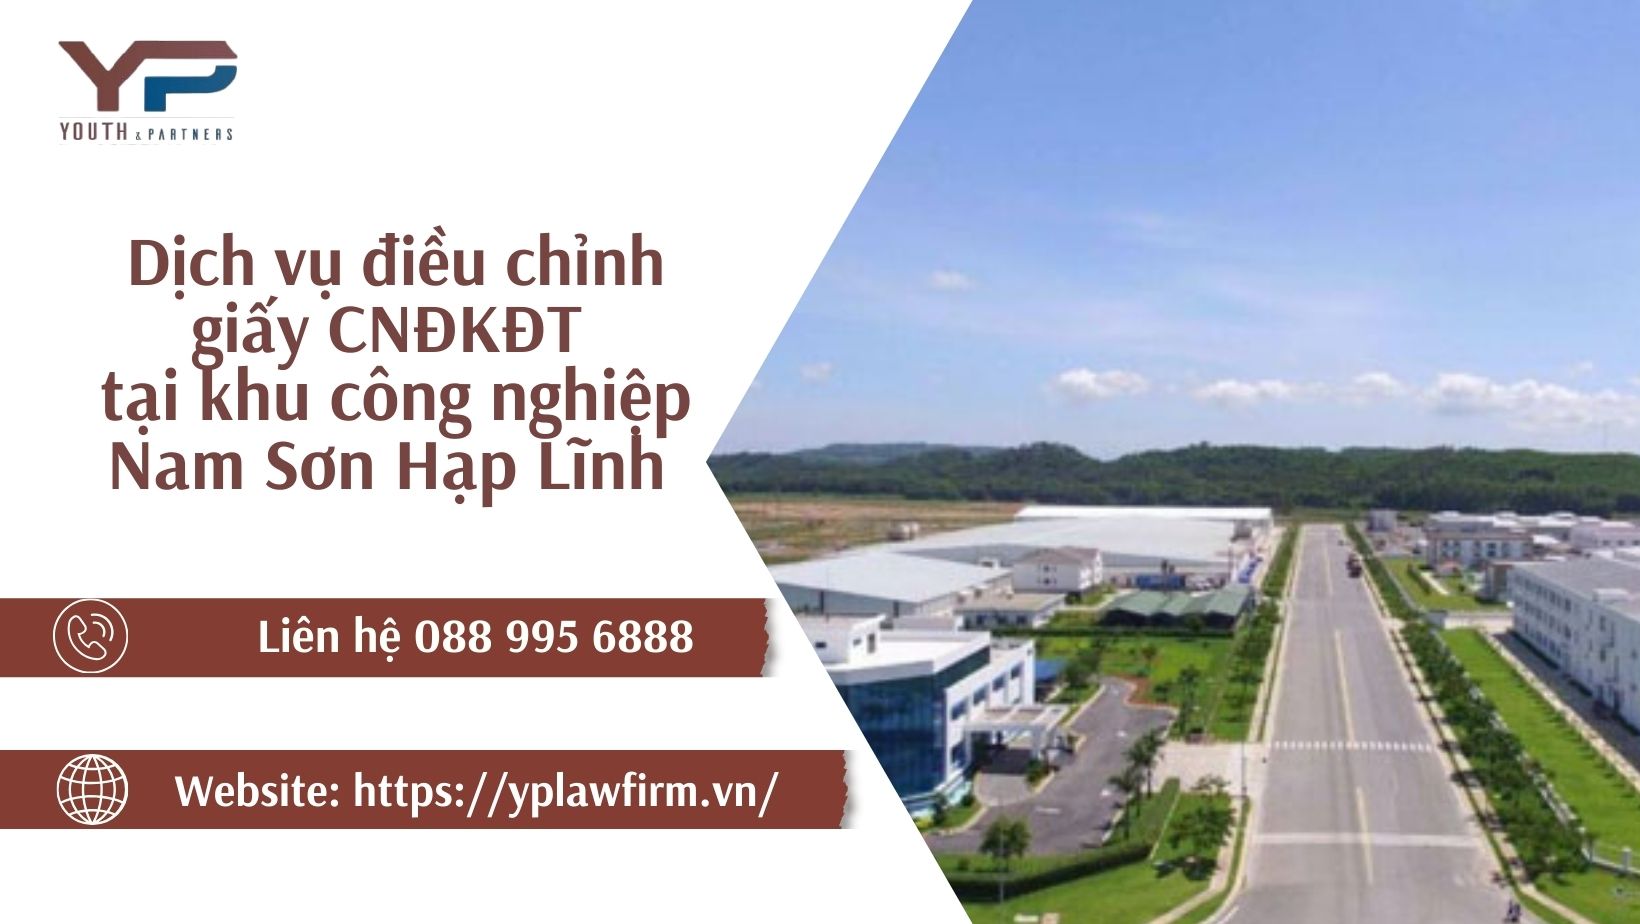 YP
YOUTH & PARTNERS
Dịch vụ điều chỉnh
giấy CNĐKĐT
tại khu công nghiệp
Nam Sơn Hạp Lĩnh
Liên hệ 088 995 6888
Website: https://yplawfirm.vn/